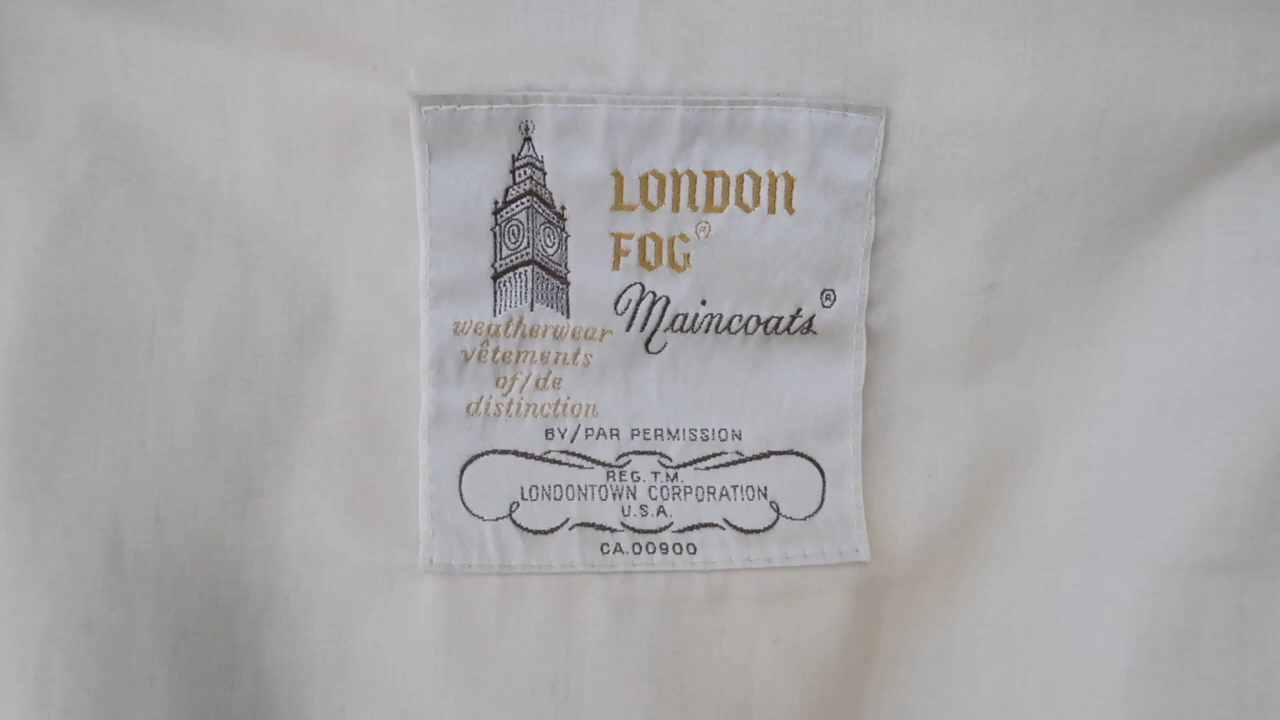 LONDON
FOG®
Maincoats®
weatherwear
vêtements
of/de
distinction
BY/PAR PERMISSION
REG. T.M.
LONDONTOWN CORPORATION
U.S.A.
CA.00900